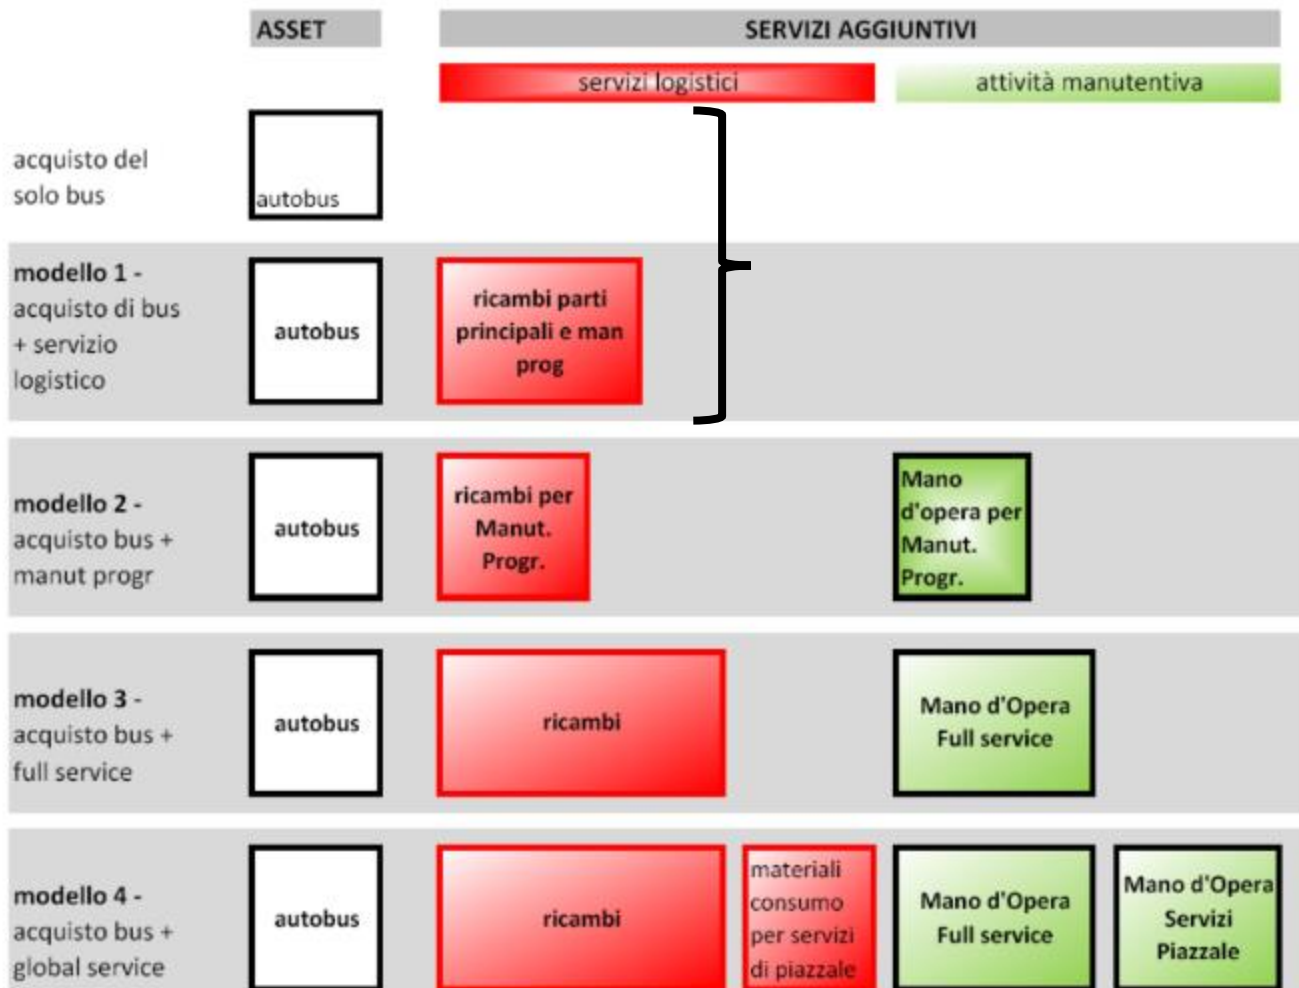 ASSET
SERVIZI AGGIUNTIVI
servizi logistici
attività manutentiva
acquisto del
solo bus
autobus
modello 1 -
acquisto di bus
+ servizio
logistico
autobus
ricambi parti
principali e man
prog
modello 2 -
acquisto bus +
manut progr
autobus
ricambi per
Manut.
Progr.
Mano
d'opera per
Manut.
Progr.
modello 3 -
acquisto bus +
full service
autobus
ricambi
Mano d'Opera
Full service
modello 4 -
acquisto bus +
global service
autobus
ricambi
materiali
consumo
per servizi
di piazzale
Mano d'Opera
Full service
Mano d'Opera
Servizi
Piazzale